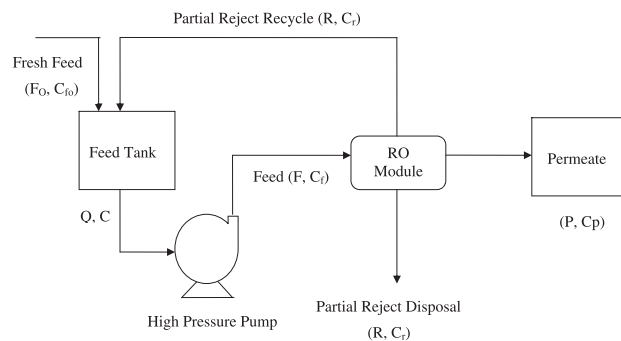 Partial Reject Recycle (R, Cr)
Fresh Feed
(FO, Cfo)
Feed Tank
RO
Module
Permeate
Feed (F, Cf)
Q, C
(P, Cp)
High Pressure Pump
Partial Reject Disposal
(R, Cr)